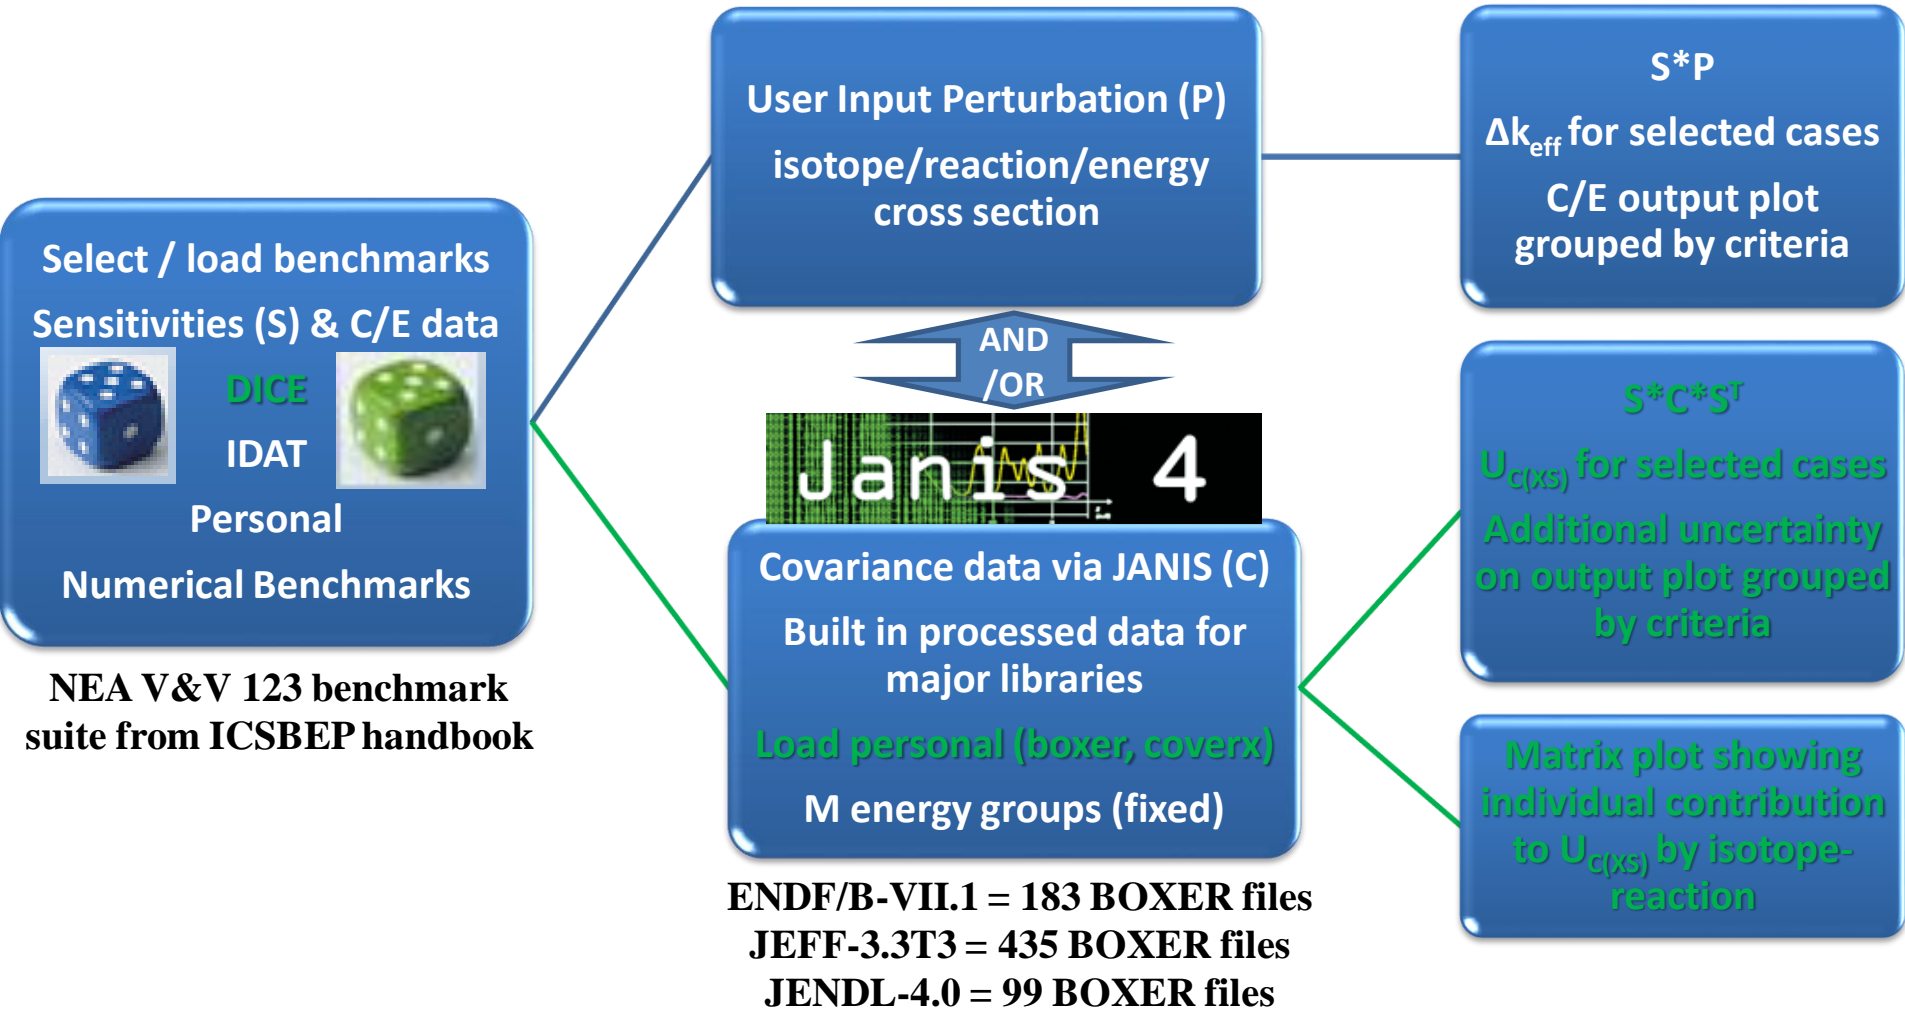 Select / load benchmarks
Sensitivities (S) & C/E data
DICE
IDAT
Personal
Numerical Benchmarks
NEA V&V 123 benchmark
suite from ICSBEP handbook
User Input Perturbation (P)
isotope/reaction/energy
cross section
AND
/OR
Janis 4
Covariance data via JANIS (C)
Built in processed data for
major libraries
Load personal (boxer, coverx)
M energy groups (fixed)
ENDF/B-VII.1 = 183 BOXER files
JEFF-3.3T3 = 435 BOXER files
JENDL-4.0 = 99 BOXER files
S*P
Δkeff for selected cases
C/E output plot
grouped by criteria
S*C*Sᵀ
UC(XS) for selected cases
Additional uncertainty
on output plot grouped
by criteria
Matrix plot showing
individual contribution
to UC(XS) by isotope-
reaction